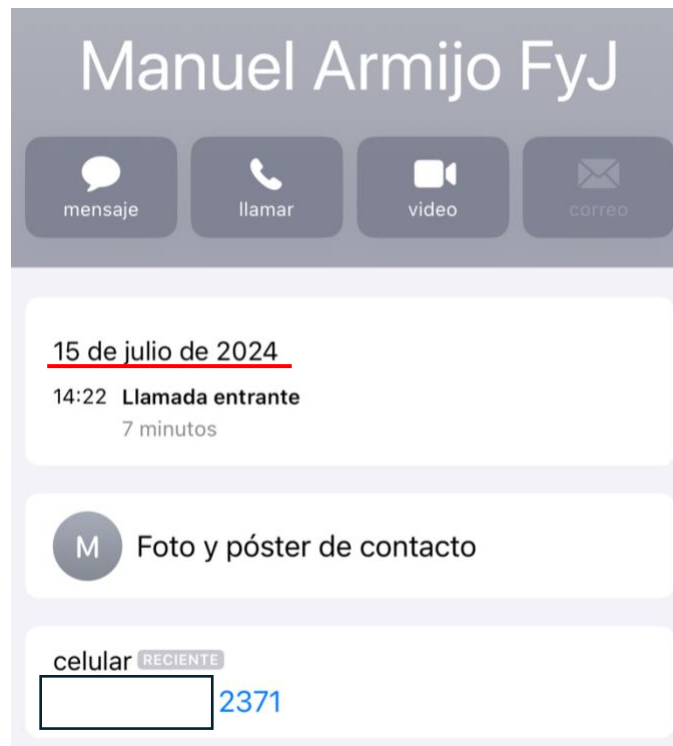 Manuel Armijo FyJ
mensaje llamar video correo
15 de julio de 2024
14:22 Llamada entrante
7 minutos
M Foto y póster de contacto
celular RECIENTE
2371